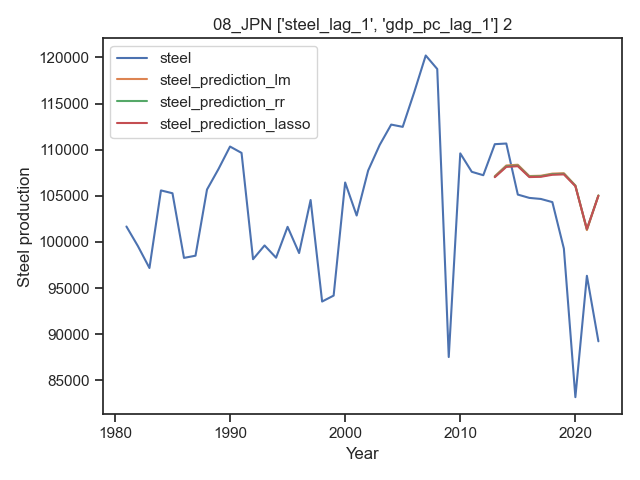 08_JPN ['steel_lag_1', 'gdp_pc_lag_1'] 2
steel
steel_prediction_lm
steel_prediction_rr
steel_prediction_lasso
Steel production
120000
115000
110000
105000
100000
95000
90000
85000
1980
1990
2000
2010
2020
Year